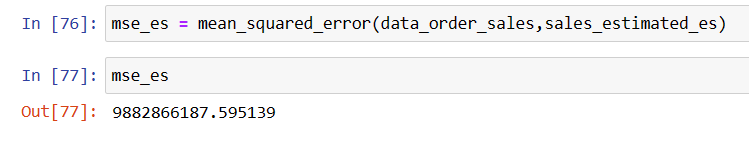 In [76]: mse_es = mean_squared_error(data_order_sales,sales_estimated_es)
In [77]: mse_es
Out[77]: 9882866187.595139